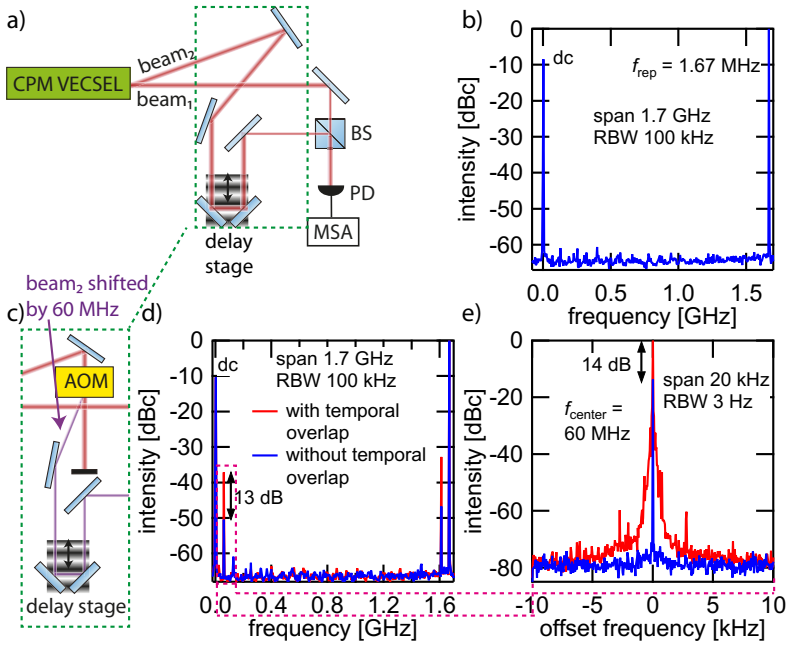 a)
CPM VECSEL
beam₂
beam₁
BS
PD
MSA
delay
stage
b)
0
-10
-20
-30
-40
-50
-60
intensity [dBc]
dc
f_rep = 1.67 MHz
span 1.7 GHz
RBW 100 kHz
0.0
0.5
1.0
1.5
frequency [GHz]
beam₂ shifted
by 60 MHz
c)
AOM
delay stage
d)
0
-10
-20
-30
-40
-50
-60
intensity [dBc]
dc
span 1.7 GHz
RBW 100 kHz
with temporal
overlap
without temporal
overlap
13 dB
0.0
0.4
1.0
1.6
frequency [GHz]
e)
0
-20
-40
-60
-80
intensity [dBc]
14 dB
span 20 kHz
RBW 3 Hz
f_center =
60 MHz
-10
-5
0
5
10
offset frequency [kHz]